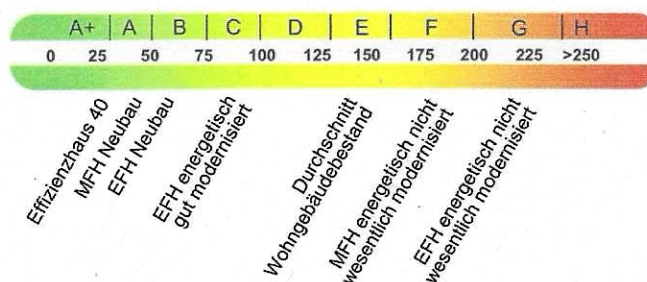 A+ A B C D E F G H
0 25 50 75 100 125 150 175 200 225 >250
Effizienzhaus 40
MFH Neubau
EFH Neubau
EFH energetisch
gut modernisiert
Durchschnitt
Wohngebäudebestand
MFH energetisch nicht
wesentlich modernisiert
EFH energetisch nicht
wesentlich modernisiert